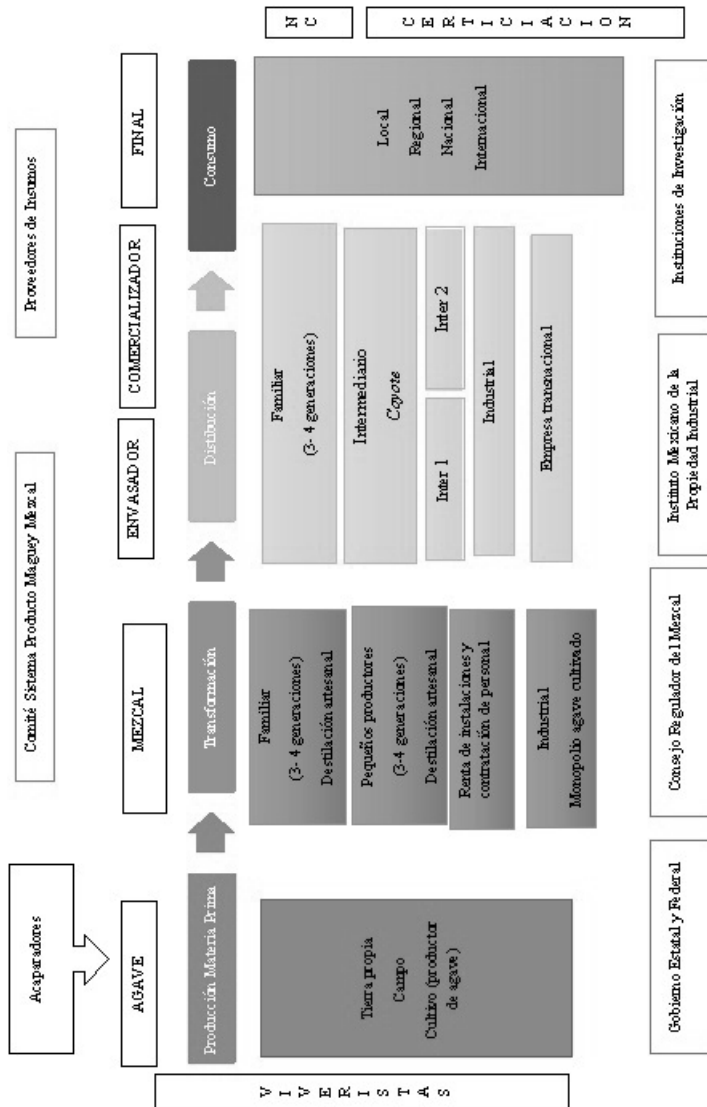 Acaparadores
Comité Sistema Producto Maguey Mezcal
Proveedores de Insumos
AGAVE
MEZCAL
ENVASADOR
COMERCIALIZADOR
FINAL
Producción Materia Prima
Transformación
Distibución
Consumo
V I V E R I S T A S
Tierra propia
Campo
Cultivo (productor
de agave)
Familiar
(3- 4 generaciones)
Destilación artesanal
Pequeños productores
(3-4 generaciones)
Destilación artesanal
Renta de instalaciones y
contratación de personal
Industrial
Monopolio agave cultivado
Familiar
(3- 4 generaciones)
Intermediario
Coyote
Inter 1
Inter 2
Industrial
Empresa transnacional
Local
Regional
Nacional
Internacional
N C
C E R T I C I A C I O N
Gobierno Estatal y Federal
Consejo Regulador del Mezcal
Instituto Mexicano de la
Propiedad Industrial
Instituciones de Investigación